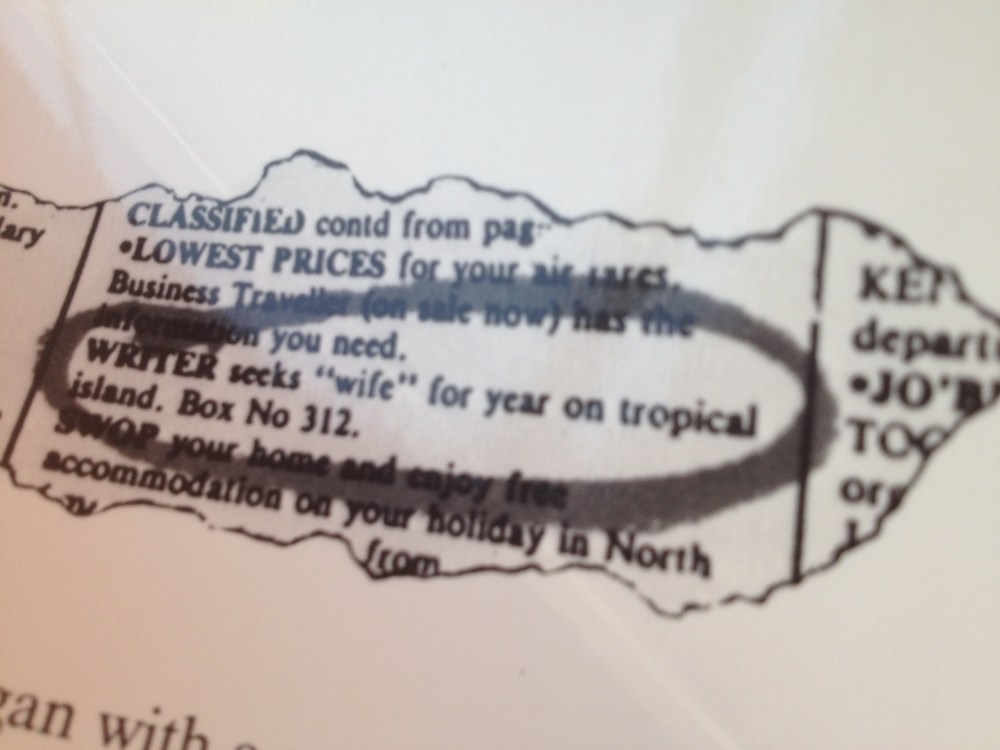 n.
lary
CLASSIFIED contd from pag
•LOWEST PRICES for your air fares.
Business Traveller (on sale now) has the
information you need.
WRITER seeks "wife" for year on tropical
island. Box No 312.
SWOP your home and enjoy free
accommodation on your holiday in North
from
KEN
depart
•JO'B
TO
or
gan with